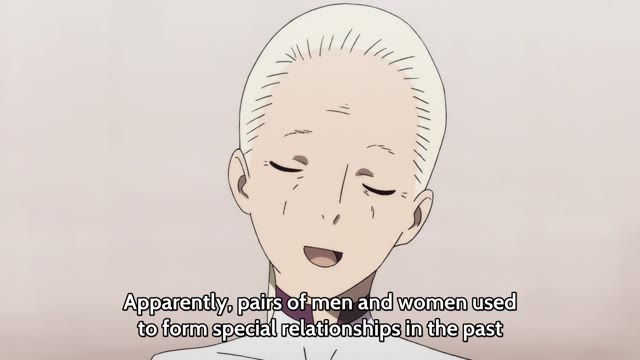 Apparently, pairs of men and women used
to form special relationships in the past